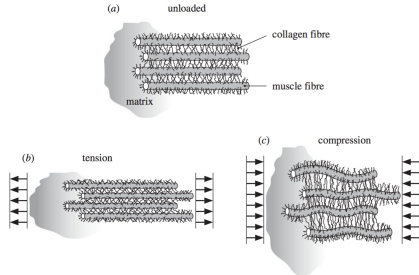 (a) unloaded
collagen fibre
muscle fibre
matrix
(b) tension
(c) compression